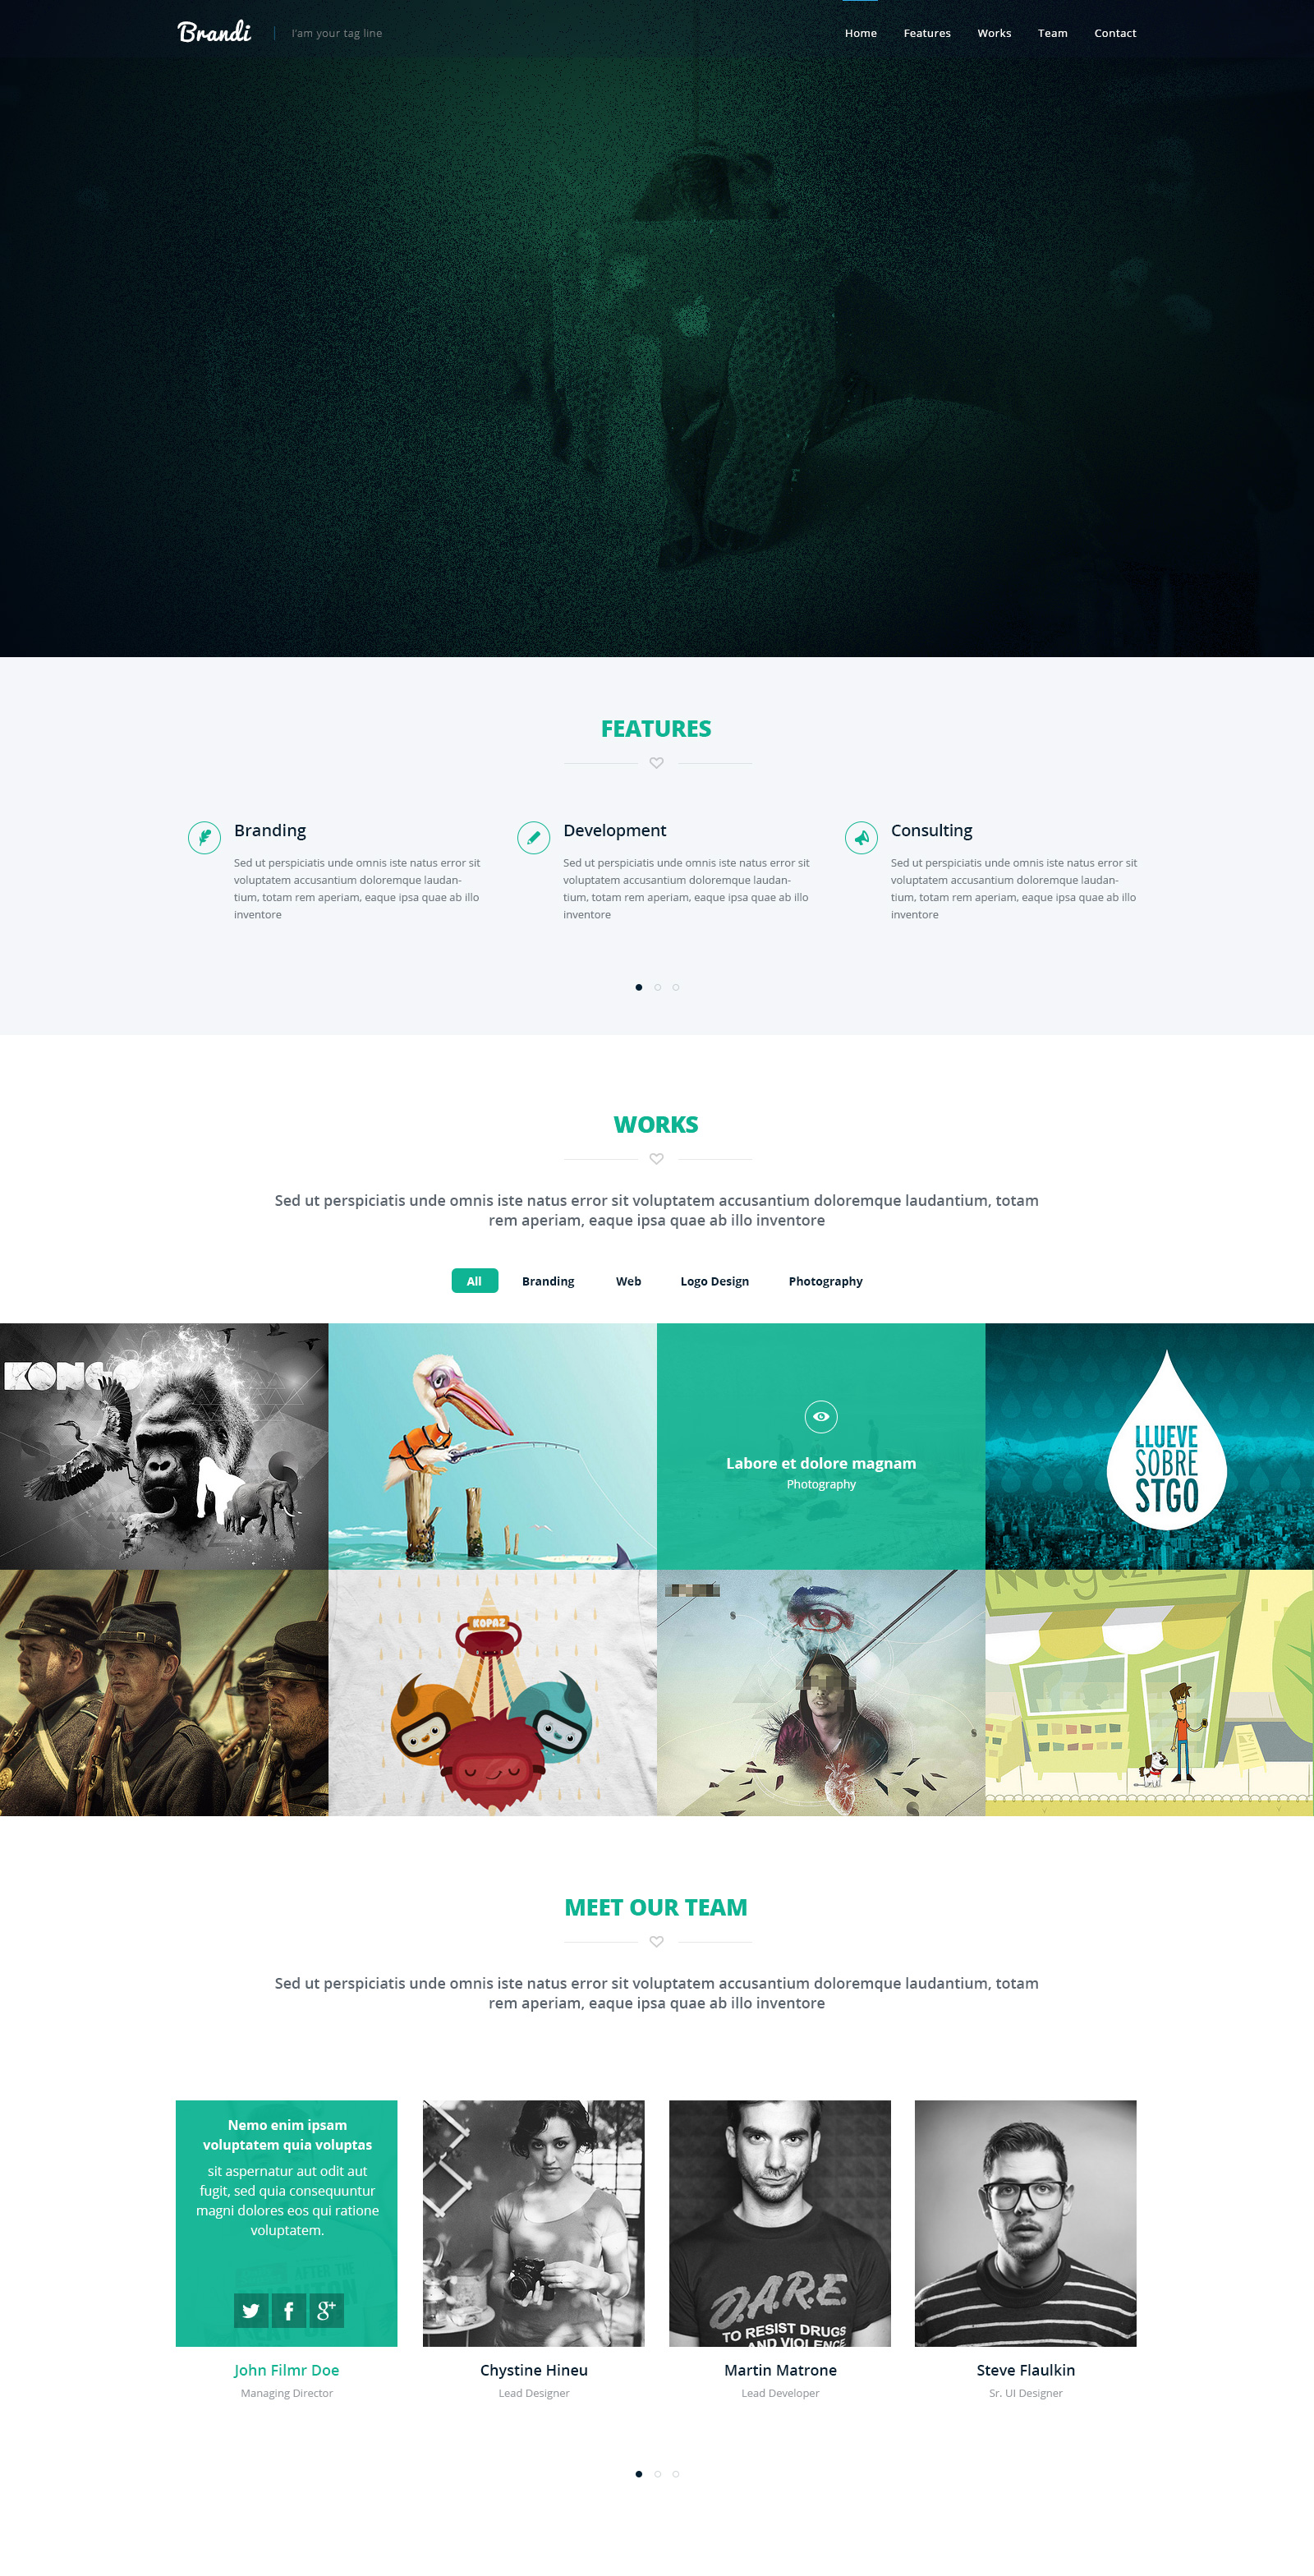 Brandi
I'am your tag line
Home Features Works Team Contact
FEATURES
Branding
Sed ut perspiciatis unde omnis iste natus error sit
voluptatem accusantium doloremque laudan-
tium, totam rem aperiam, eaque ipsa quae ab illo
inventore
Development
Sed ut perspiciatis unde omnis iste natus error sit
voluptatem accusantium doloremque laudan-
tium, totam rem aperiam, eaque ipsa quae ab illo
inventore
Consulting
Sed ut perspiciatis unde omnis iste natus error sit
voluptatem accusantium doloremque laudan-
tium, totam rem aperiam, eaque ipsa quae ab illo
inventore
WORKS
Sed ut perspiciatis unde omnis iste natus error sit voluptatem accusantium doloremque laudantium, totam
rem aperiam, eaque ipsa quae ab illo inventore
All Branding Web Logo Design Photography
KONGO
Labore et dolore magnam
Photography
LLUEVE
SOBRE
STGO
KOPAZ
MEET OUR TEAM
Sed ut perspiciatis unde omnis iste natus error sit voluptatem accusantium doloremque laudantium, totam
rem aperiam, eaque ipsa quae ab illo inventore
Nemo enim ipsam
voluptatem quia voluptas
sit aspernatur aut odit aut
fugit, sed quia consequuntur
magni dolores eos qui ratione
voluptatem.
AFTER THE
John Filmr Doe
Managing Director
D.A.R.E.
TO RESIST DRUGS
AND VIOLENCE
Chystine Hineu
Lead Designer
Martin Matrone
Lead Developer
Steve Flaulkin
Sr. UI Designer